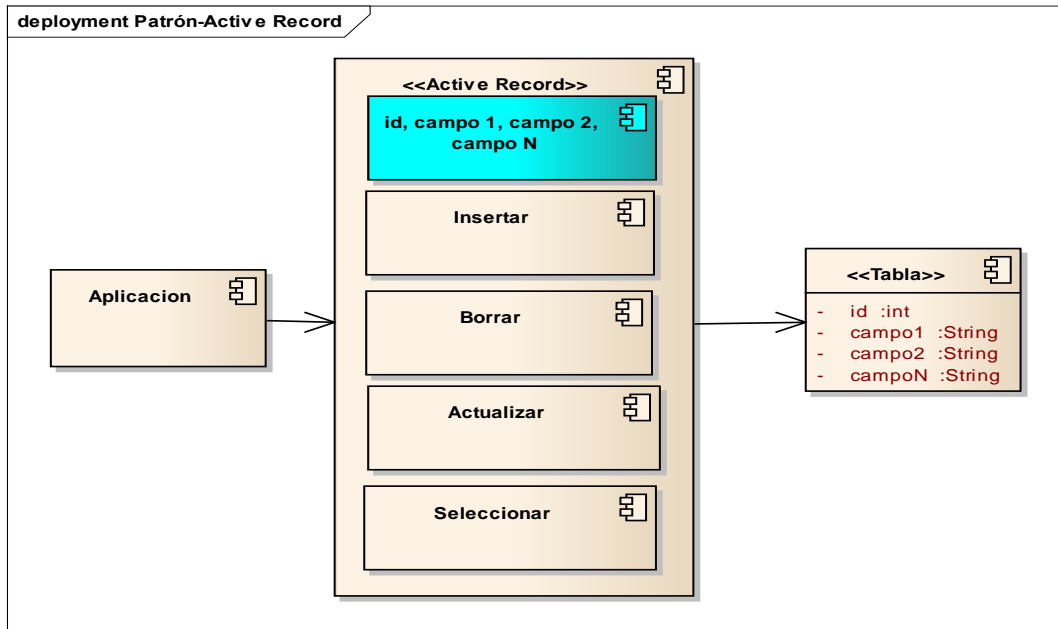 deployment Patrón-Active Record
<<Active Record>>
id, campo 1, campo 2,
campo N
Insertar
Borrar
Actualizar
Seleccionar
Aplicacion
<<Tabla>>
- id :int
- campo1 :String
- campo2 :String
- campoN :String